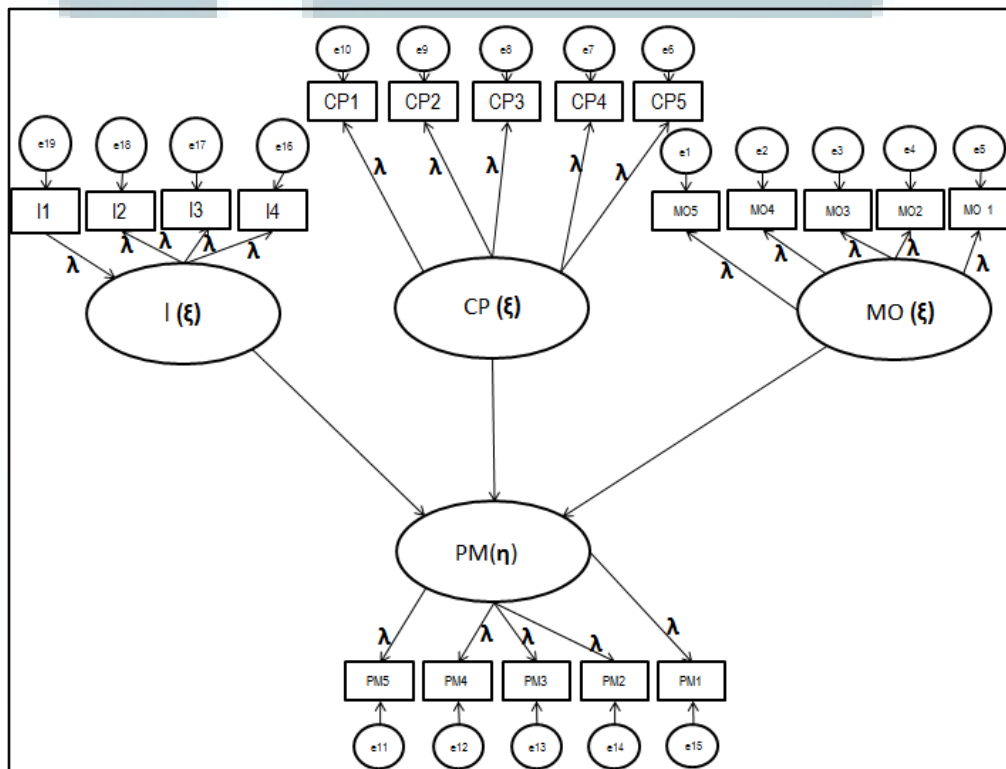 e10 e9 e8 e7 e6
CP1 CP2 CP3 CP4 CP5
e19 e18 e17 e16
e1 e2 e3 e4 e5
I1 I2 I3 I4
MO5 MO4 MO3 MO2 MO 1
λ λ λ λ λ
λ λ λ λ λ
λ λ λ λ
I (ξ)
CP (ξ)
MO (ξ)
PM(η)
λ λ λ λ λ
PM5 PM4 PM3 PM2 PM1
e11 e12 e13 e14 e15